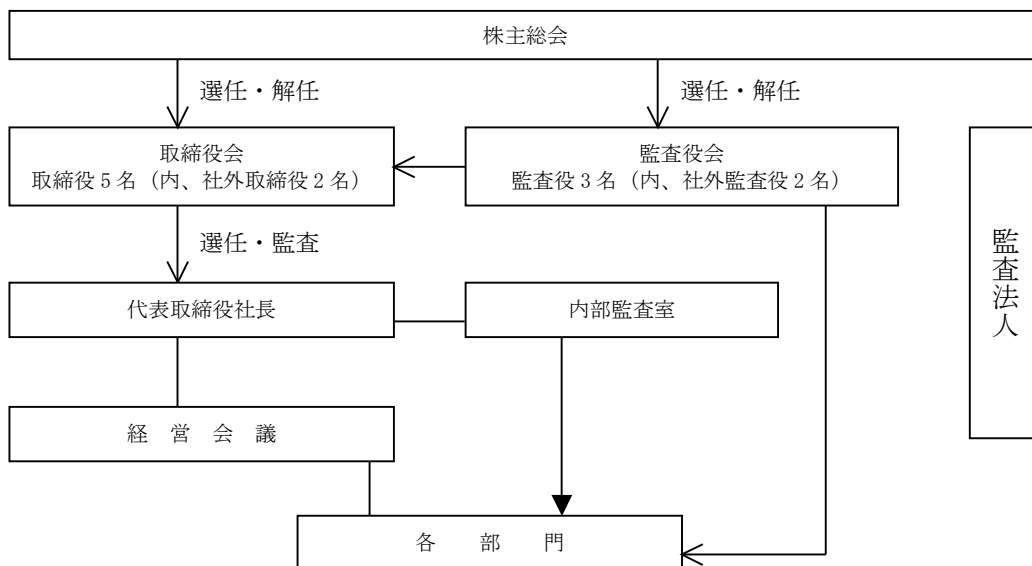 株主総会
選任・解任
選任・解任
取締役会
取締役5名（内、社外取締役2名）
監査役会
監査役3名（内、社外監査役2名）
選任・監査
監査法人
代表取締役社長
内部監査室
経　営　会　議
各　部　門